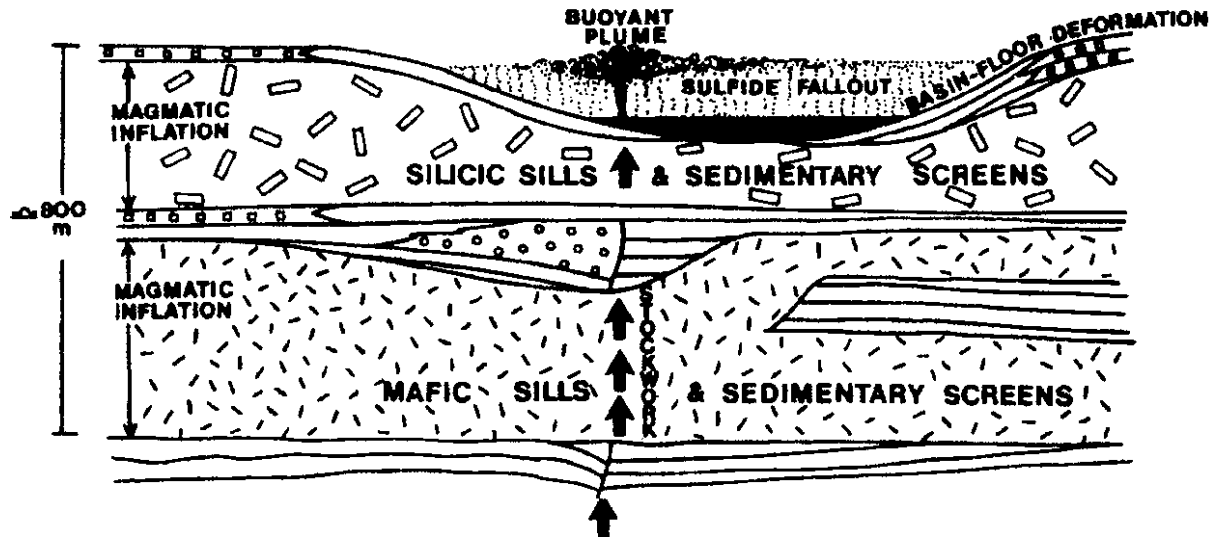 BUOYANT
PLUME
BASIN-FLOOR DEFORMATION
SULFIDE FALLOUT
MAGMATIC
INFLATION
SILICIC SILLS & SEDIMENTARY SCREENS
800
m
MAGMATIC
INFLATION
STOCKWORK
MAFIC SILLS & SEDIMENTARY SCREENS